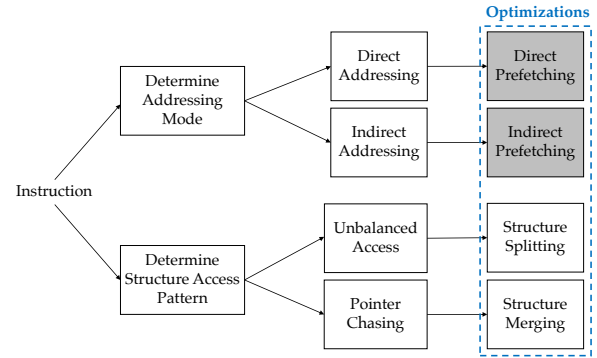 Optimizations
Direct
Addressing
Direct
Prefetching
Determine
Addressing
Mode
Indirect
Addressing
Indirect
Prefetching
Instruction
Unbalanced
Access
Structure
Splitting
Determine
Structure Access
Pattern
Pointer
Chasing
Structure
Merging